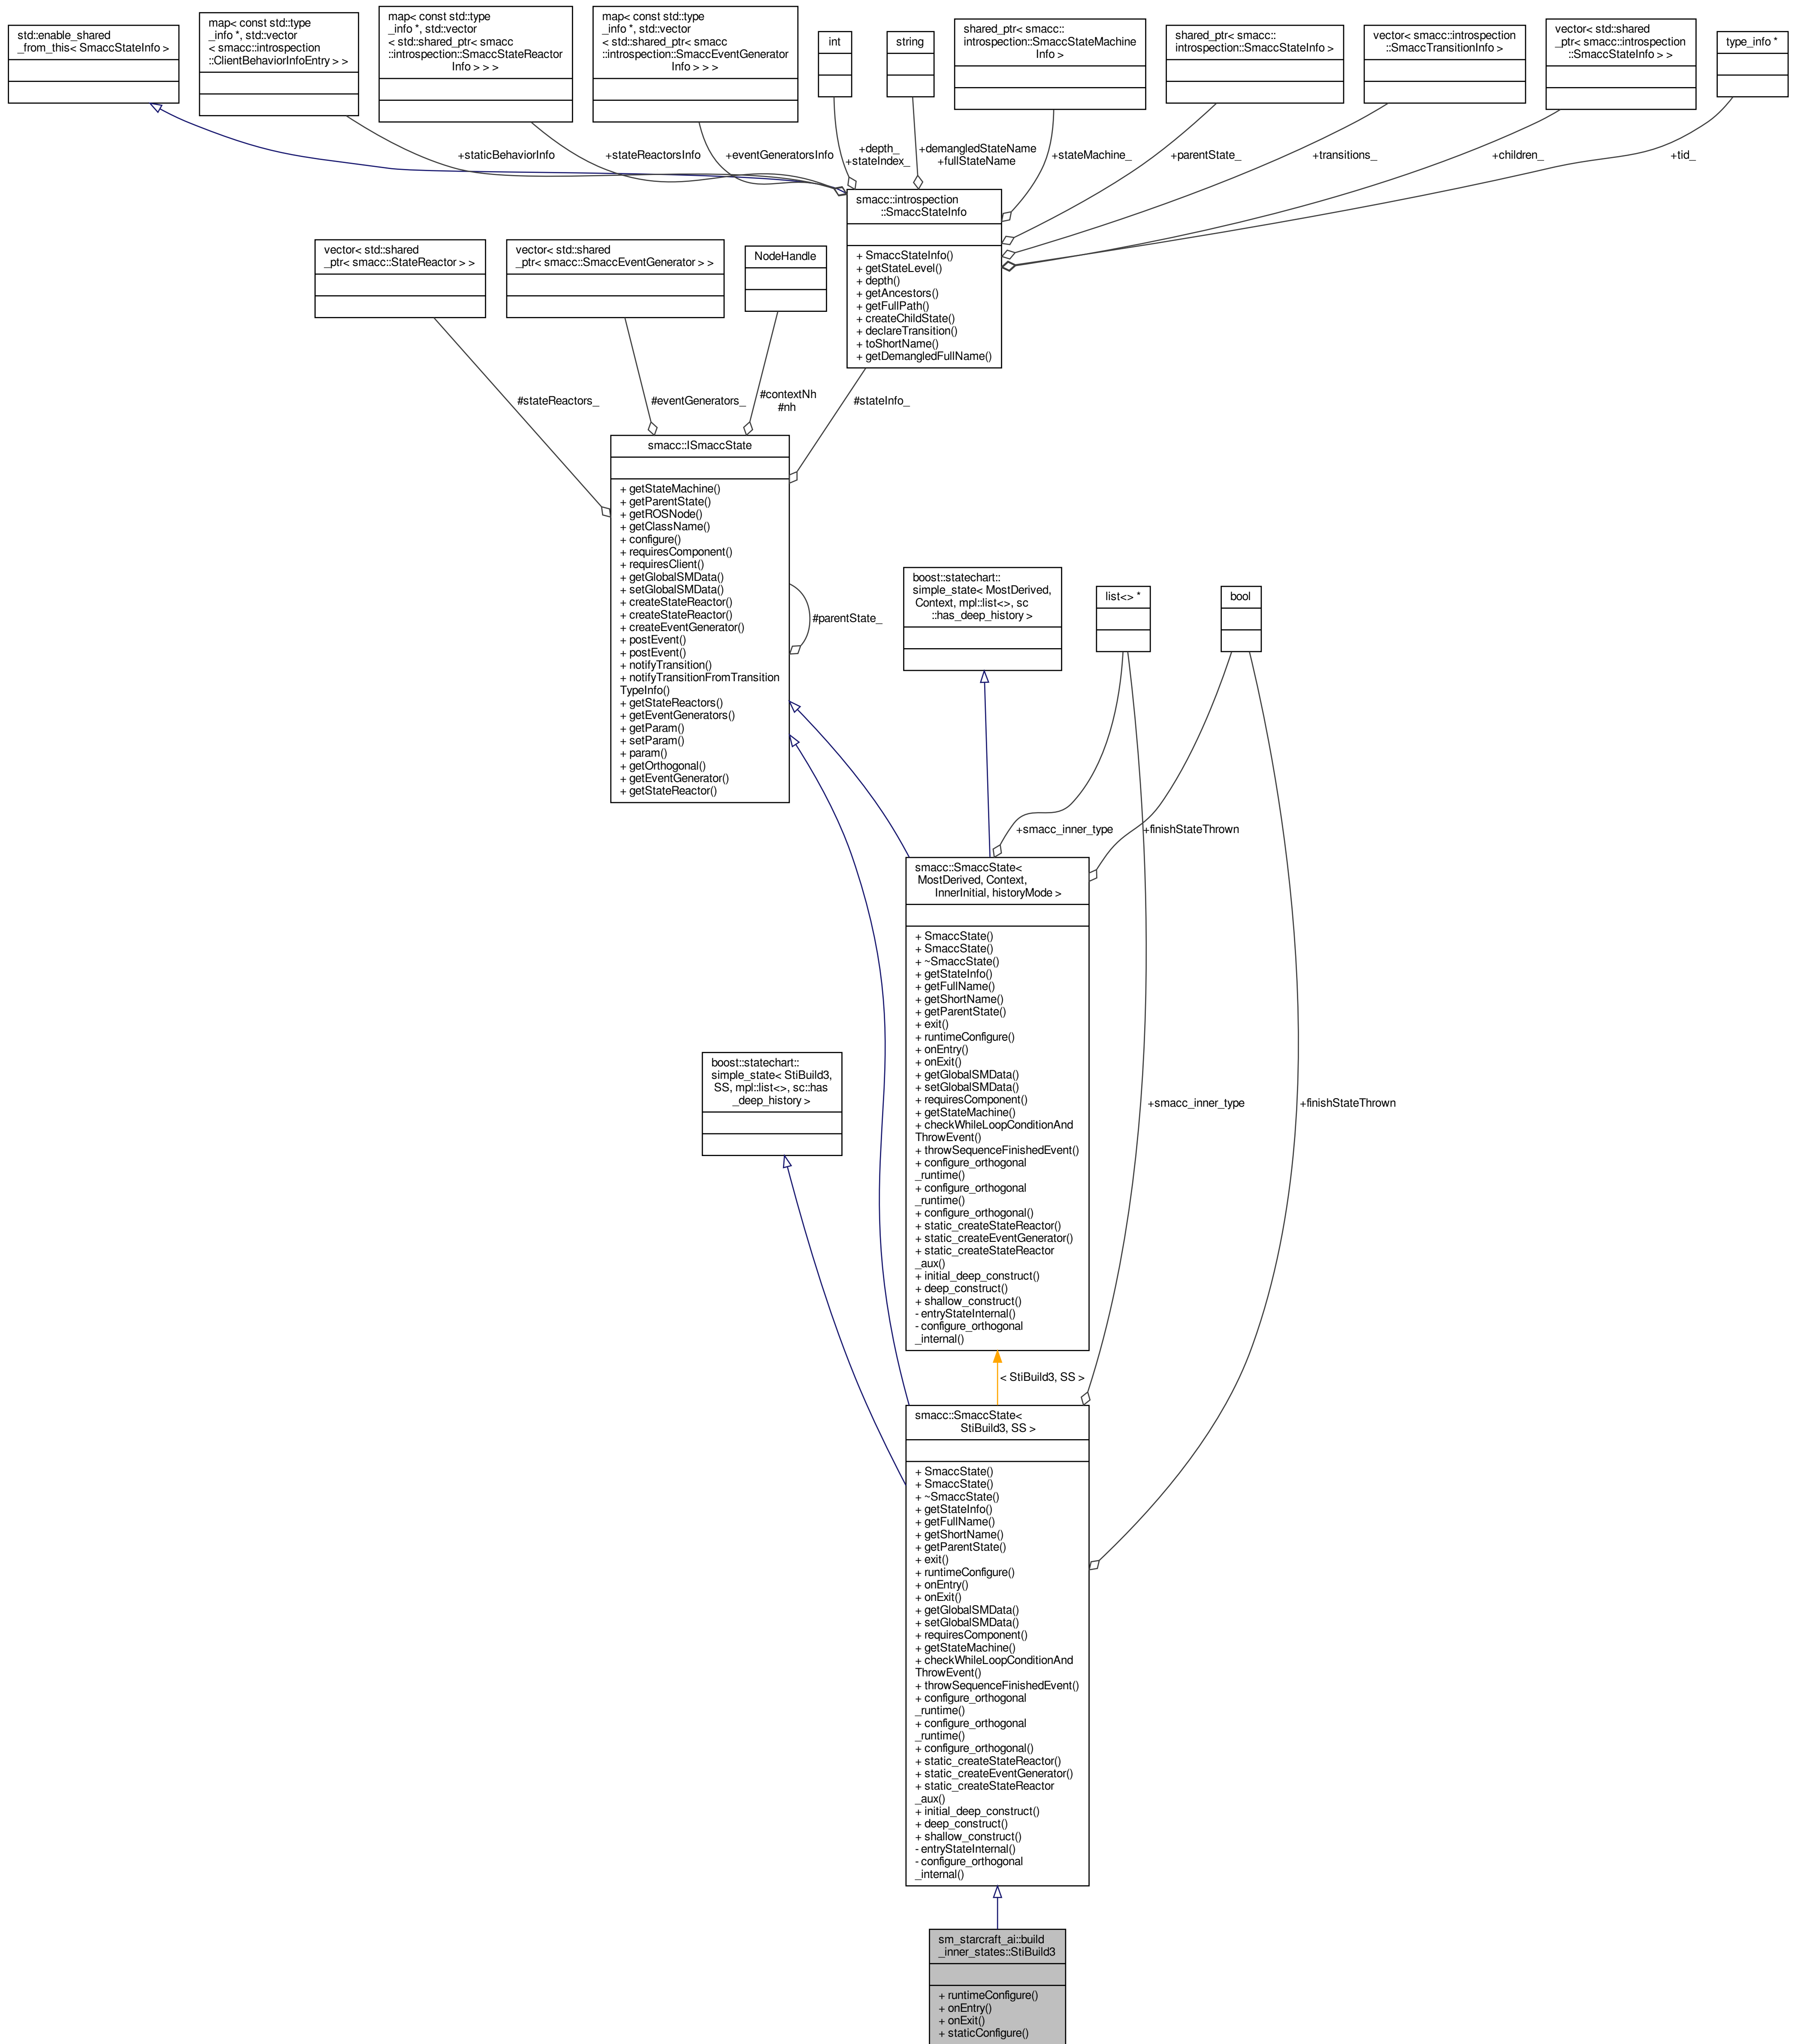 std::enable_shared
_from_this< SmaccStateInfo >
map< const std::type
_info *, std::vector
< smacc::introspection
::ClientBehaviorInfoEntry > >
map< const std::type
_info *, std::vector
< std::shared_ptr< smacc
::introspection::SmaccStateReactor
Info > > >
map< const std::type
_info *, std::vector
< std::shared_ptr< smacc
::introspection::SmaccEventGenerator
Info > > >
int
string
shared_ptr< smacc::
introspection::SmaccStateMachine
Info >
shared_ptr< smacc::
introspection::SmaccStateInfo >
vector< smacc::introspection
::SmaccTransitionInfo >
vector< std::shared
_ptr< smacc::introspection
::SmaccStateInfo > >
type_info *
+staticBehaviorInfo
+stateReactorsInfo
+eventGeneratorsInfo
+depth_
+stateIndex_
+demangledStateName
+fullStateName
+stateMachine_
+parentState_
+transitions_
+children_
+tid_
smacc::introspection
::SmaccStateInfo
+ SmaccStateInfo()
+ getStateLevel()
+ depth()
+ getAncestors()
+ getFullPath()
+ createChildState()
+ declareTransition()
+ toShortName()
+ getDemangledFullName()
vector< std::shared
_ptr< smacc::StateReactor > >
vector< std::shared
_ptr< smacc::SmaccEventGenerator > >
NodeHandle
#stateReactors_
#eventGenerators_
#contextNh
#nh
#stateInfo_
smacc::ISmaccState
+ getStateMachine()
+ getParentState()
+ getROSNode()
+ getClassName()
+ configure()
+ requiresComponent()
+ requiresClient()
+ getGlobalSMData()
+ setGlobalSMData()
+ createStateReactor()
+ createStateReactor()
+ createEventGenerator()
+ postEvent()
+ postEvent()
+ notifyTransition()
+ notifyTransitionFromTransition
TypeInfo()
+ getStateReactors()
+ getEventGenerators()
+ getParam()
+ setParam()
+ param()
+ getOrthogonal()
+ getEventGenerator()
+ getStateReactor()
#parentState_
boost::statechart::
simple_state< MostDerived,
Context, mpl::list<>, sc
::has_deep_history >
list<> *
bool
+smacc_inner_type
+finishStateThrown
smacc::SmaccState<
MostDerived, Context,
InnerInitial, historyMode >
+ SmaccState()
+ SmaccState()
+ ~SmaccState()
+ getStateInfo()
+ getFullName()
+ getShortName()
+ getParentState()
+ exit()
+ runtimeConfigure()
+ onEntry()
+ onExit()
+ getGlobalSMData()
+ setGlobalSMData()
+ requiresComponent()
+ getStateMachine()
+ checkWhileLoopConditionAnd
ThrowEvent()
+ throwSequenceFinishedEvent()
+ configure_orthogonal
_runtime()
+ configure_orthogonal
_runtime()
+ configure_orthogonal()
+ static_createStateReactor()
+ static_createEventGenerator()
+ static_createStateReactor
_aux()
+ initial_deep_construct()
+ deep_construct()
+ shallow_construct()
- entryStateInternal()
- configure_orthogonal
_internal()
boost::statechart::
simple_state< StiBuild3,
SS, mpl::list<>, sc::has
_deep_history >
+smacc_inner_type
+finishStateThrown
< StiBuild3, SS >
smacc::SmaccState<
StiBuild3, SS >
+ SmaccState()
+ SmaccState()
+ ~SmaccState()
+ getStateInfo()
+ getFullName()
+ getShortName()
+ getParentState()
+ exit()
+ runtimeConfigure()
+ onEntry()
+ onExit()
+ getGlobalSMData()
+ setGlobalSMData()
+ requiresComponent()
+ getStateMachine()
+ checkWhileLoopConditionAnd
ThrowEvent()
+ throwSequenceFinishedEvent()
+ configure_orthogonal
_runtime()
+ configure_orthogonal
_runtime()
+ configure_orthogonal()
+ static_createStateReactor()
+ static_createEventGenerator()
+ static_createStateReactor
_aux()
+ initial_deep_construct()
+ deep_construct()
+ shallow_construct()
- entryStateInternal()
- configure_orthogonal
_internal()
sm_starcraft_ai::build
_inner_states::StiBuild3
+ runtimeConfigure()
+ onEntry()
+ onExit()
+ staticConfigure()